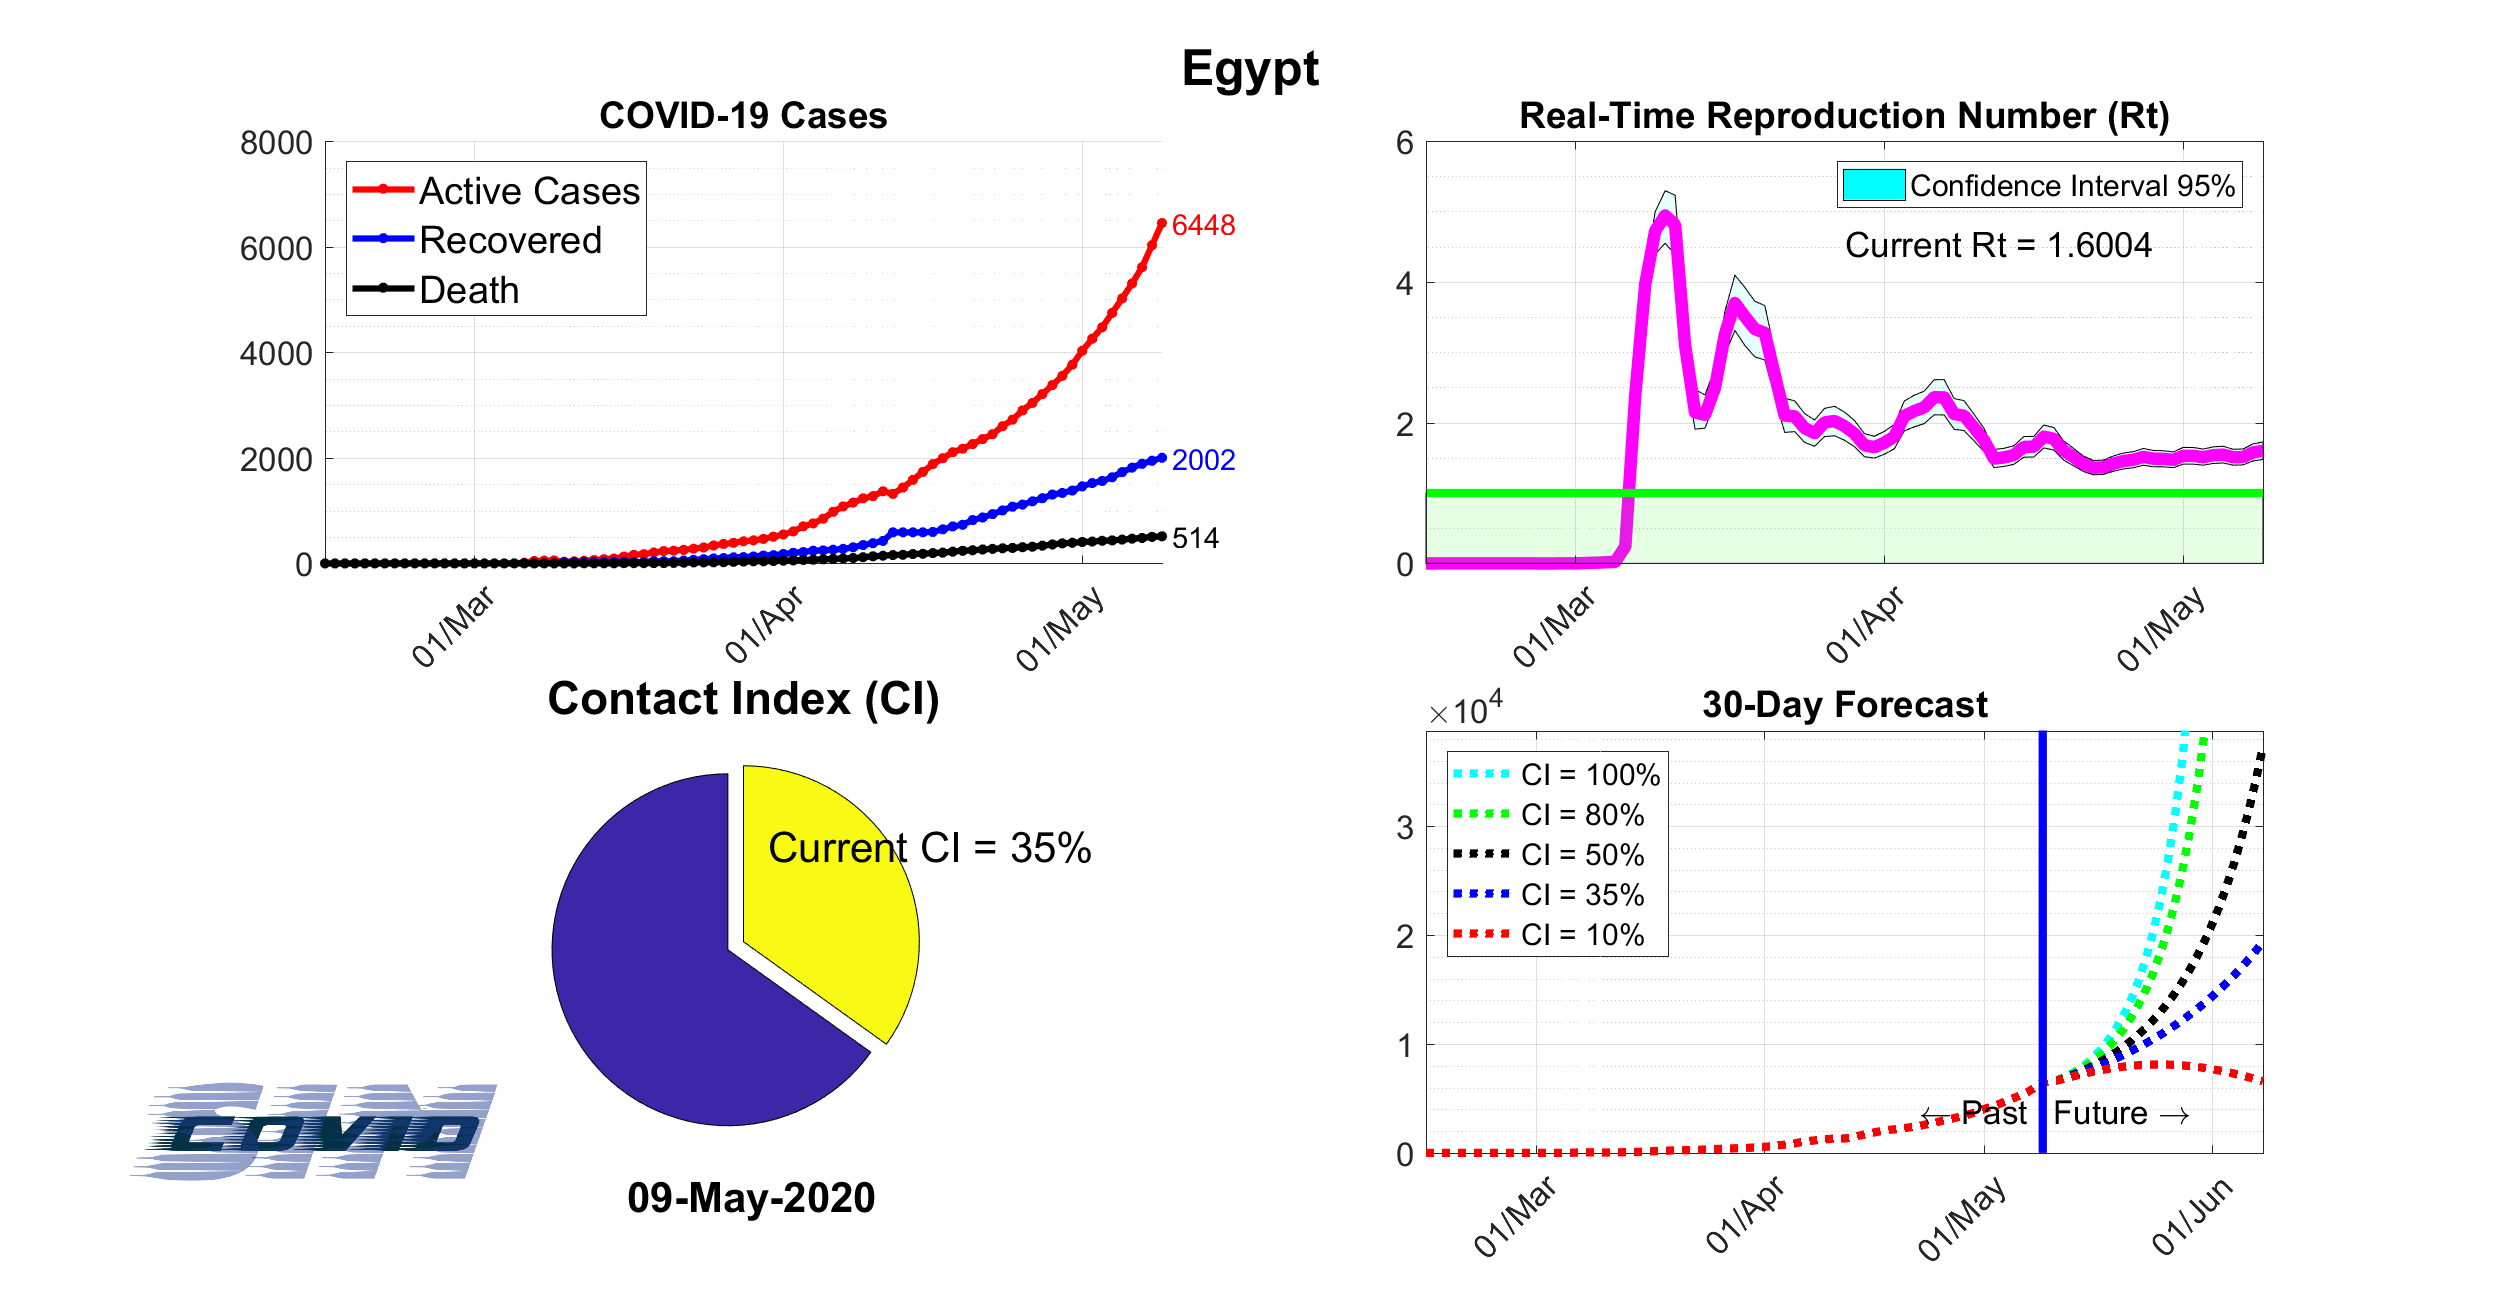 Egypt
COVID-19 Cases
8000
6000
4000
2000
0
Active Cases
Recovered
Death
6448
2002
514
01/Mar
01/Apr
01/May
Real-Time Reproduction Number (Rt)
6
4
2
0
Confidence Interval 95%
Current Rt = 1.6004
01/Mar
01/Apr
01/May
Contact Index (CI)
Current CI = 35%
SIN
COVID
09-May-2020
30-Day Forecast
×10⁴
3
2
1
0
CI = 100%
CI = 80%
CI = 50%
CI = 35%
CI = 10%
← Past
Future →
01/Mar
01/Apr
01/May
01/Jun